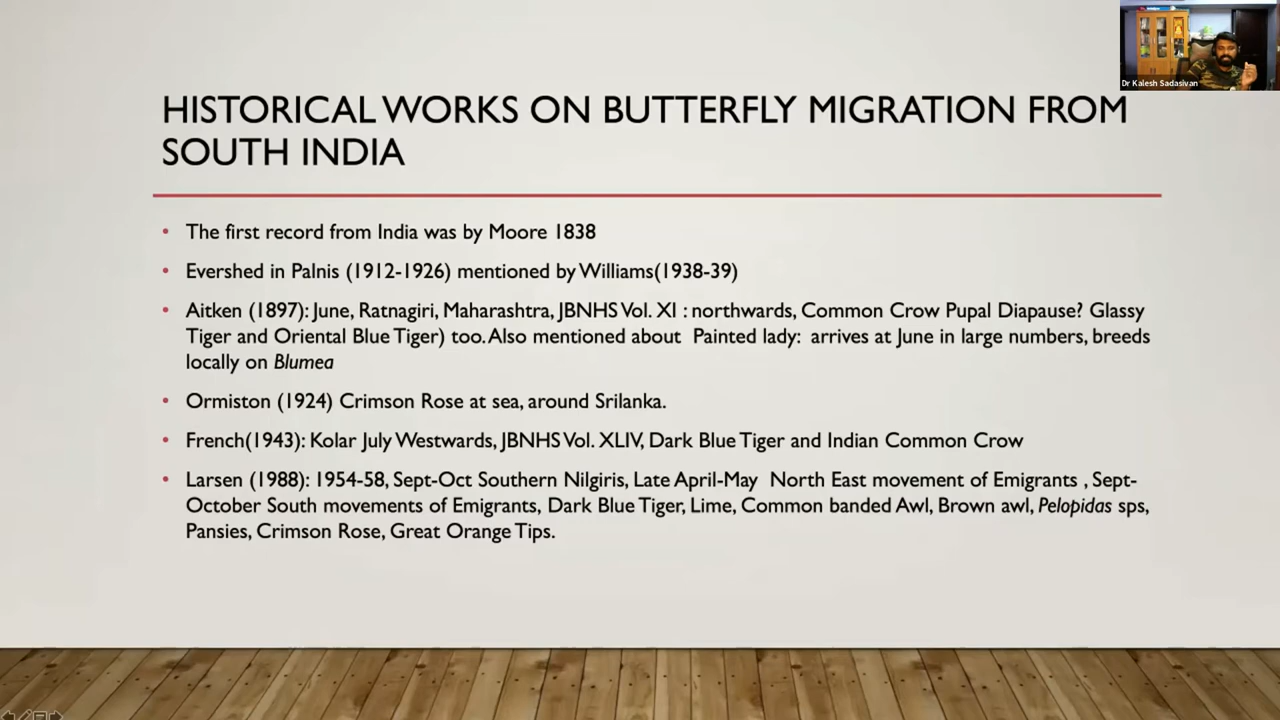 Dr Kalesh Sadasivan
HISTORICAL WORKS ON BUTTERFLY MIGRATION FROM
SOUTH INDIA
• The first record from India was by Moore 1838
• Evershed in Palnis (1912-1926) mentioned by Williams(1938-39)
• Aitken (1897): June, Ratnagiri, Maharashtra, JBNHS Vol. XI : northwards, Common Crow Pupal Diapause? Glassy
Tiger and Oriental Blue Tiger) too. Also mentioned about Painted lady: arrives at June in large numbers, breeds
locally on Blumea
• Ormiston (1924) Crimson Rose at sea, around Srilanka.
• French(1943): Kolar July Westwards, JBNHS Vol. XLIV, Dark Blue Tiger and Indian Common Crow
• Larsen (1988): 1954-58, Sept-Oct Southern Nilgiris, Late April-May North East movement of Emigrants , Sept-
October South movements of Emigrants, Dark Blue Tiger, Lime, Common banded Awl, Brown awl, Pelopidas sps,
Pansies, Crimson Rose, Great Orange Tips.